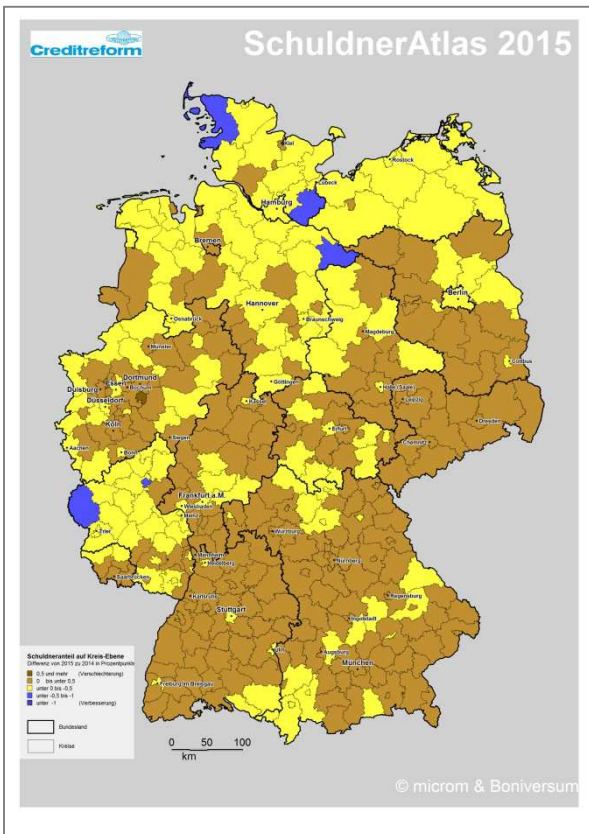 Creditreform
SchuldnerAtlas 2015
Kiel
Rostock
Lübeck
Hamburg
Bremen
Berlin
Hannover
Osnabrück
Braunschweig
Magdeburg
Münster
Cottbus
Dortmund
Essen
Bochum
Duisburg
Göttingen
Halle (Saale)
Düsseldorf
Kassel
Leipzig
Köln
Dresden
Erfurt
Siegen
Chemnitz
Aachen
Bonn
Frankfurt a.M.
Wiesbaden
Mainz
Trier
Würzburg
Mannheim
Heidelberg
Nürnberg
Saarbrücken
Karlsruhe
Regensburg
Stuttgart
Ingolstadt
Ulm
Augsburg
München
Freiburg im Breisgau
Schuldneranteil auf Kreis-Ebene
Differenz von 2015 zu 2014 in Prozentpunkten
0,5 und mehr (Verschlechterung)
0 bis unter 0,5
unter 0 bis -0,5
unter -0,5 bis -1
unter -1 (Verbesserung)
Bundesland
Kreise
0 50 100
km
© microm & Boniversum